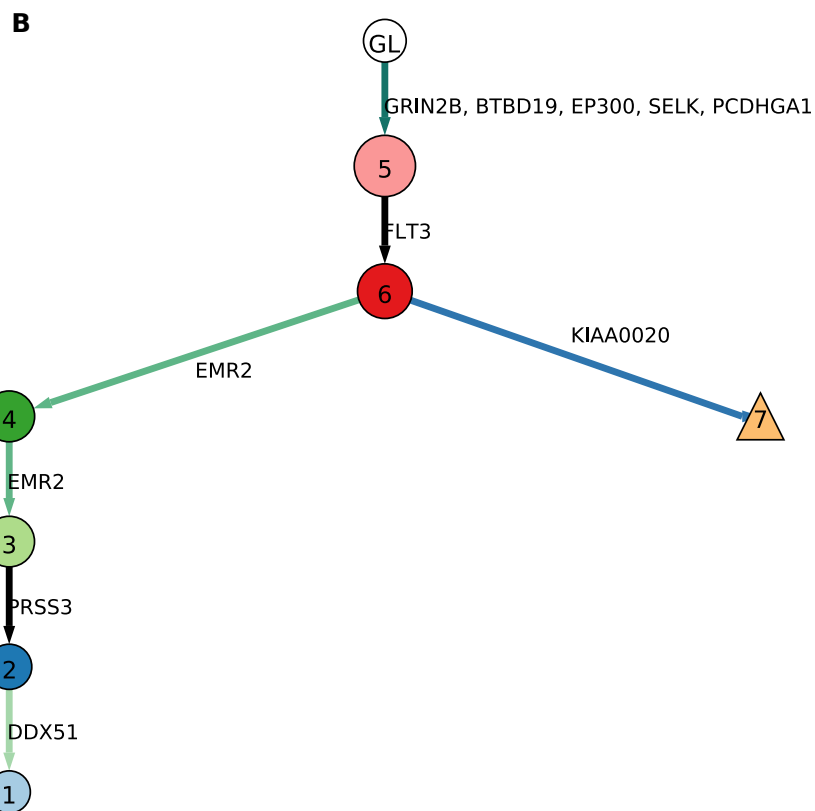 B
GL
GRIN2B, BTBD19, EP300, SELK, PCDHGA1
5
FLT3
6
KIAA0020
EMR2
4
7
EMR2
3
PRSS3
2
DDX51
1